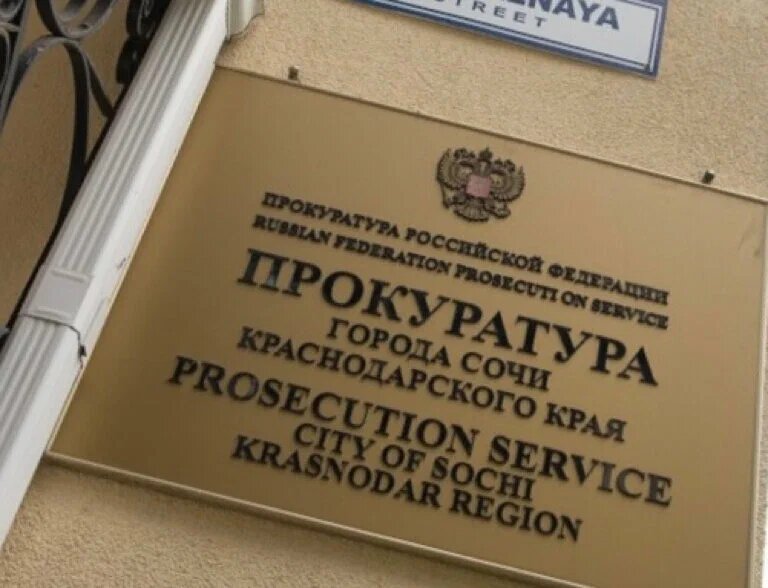 STREET
ПРОКУРАТУРА РОССИЙСКОЙ ФЕДЕРАЦИИ
RUSSIAN FEDERATION PROSECUTI ON SERVICE
ПРОКУРАТУРА
ГОРОДА СОЧИ
КРАСНОДАРСКОГО КРАЯ
PROSECUTION SERVICE
CITY OF SOCHI
KRASNODAR REGION